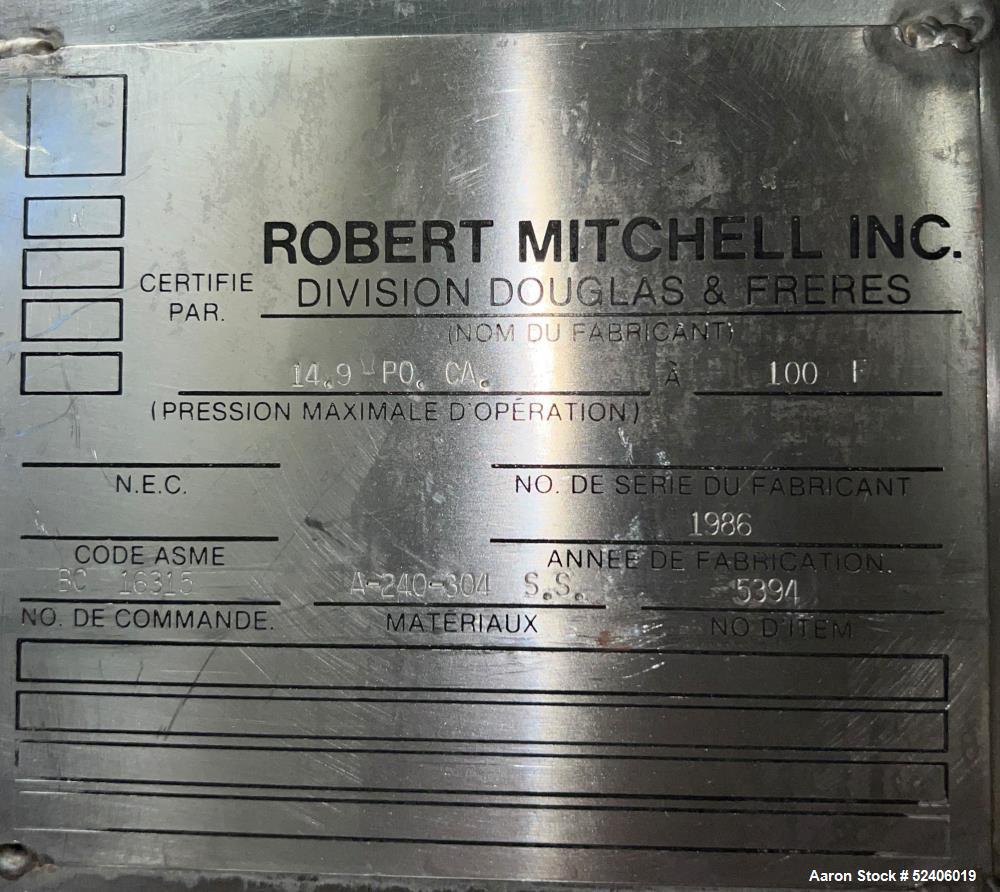 ROBERT MITCHELL INC.
CERTIFIE
PAR.
DIVISION DOUGLAS & FRERES
(NOM DU FABRICANT)
14.9 PO. CA. À 100 F
(PRESSION MAXIMALE D'OPÉRATION)
N.E.C.
NO. DE SERIE DU FABRICANT
1986
CODE ASME
ANNÉE DE FABRICATION.
BC 16315 A-240-304 S.S. 5394
NO. DE COMMANDE. MATÉRIAUX NO D'ITEM
Aaron Stock # 52406019